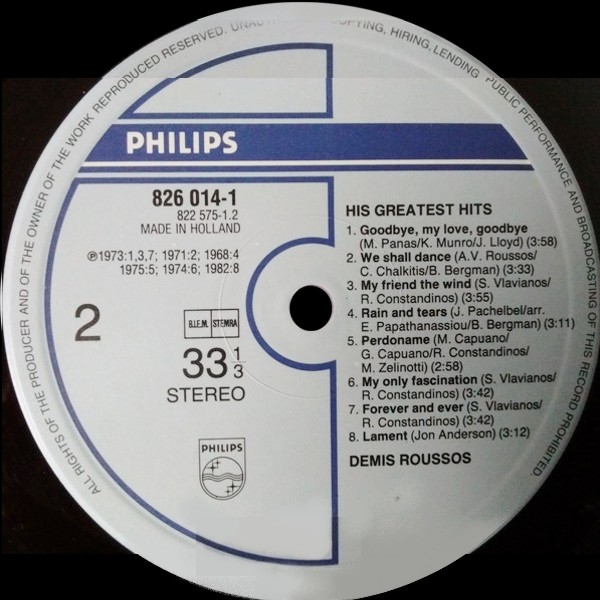 ALL RIGHTS OF THE PRODUCER AND OF THE OWNER OF THE WORK REPRODUCED RESERVED. COPYING, HIRING, LENDING PUBLIC PERFORMANCE AND BROADCASTING OF THIS RECORD PROHIBITED.
PHILIPS
826 014-1
822 575-1.2
MADE IN HOLLAND
℗1973:1,3,7; 1971:2; 1968:4
1975:5; 1974:6; 1982:8
2
B.I.E.M. STEMRA
33 1/3
STEREO
PHILIPS
HIS GREATEST HITS
1. Goodbye, my love, goodbye
(M. Panas/K. Munro/J. Lloyd) (3:58)
2. We shall dance (A.V. Roussos/
C. Chalkitis/B. Bergman) (3:33)
3. My friend the wind (S. Vlavianos/
R. Constandinos) (3:55)
4. Rain and tears (J. Pachelbel/arr.
E. Papathanassiou/B. Bergman) (3:11)
5. Perdoname (M. Capuano/
G. Capuano/R. Constandinos/
M. Zelinotti) (2:58)
6. My only fascination (S. Vlavianos/
R. Constandinos) (3:42)
7. Forever and ever (S. Vlavianos/
R. Constandinos) (3:42)
8. Lament (Jon Anderson) (3:12)
DEMIS ROUSSOS